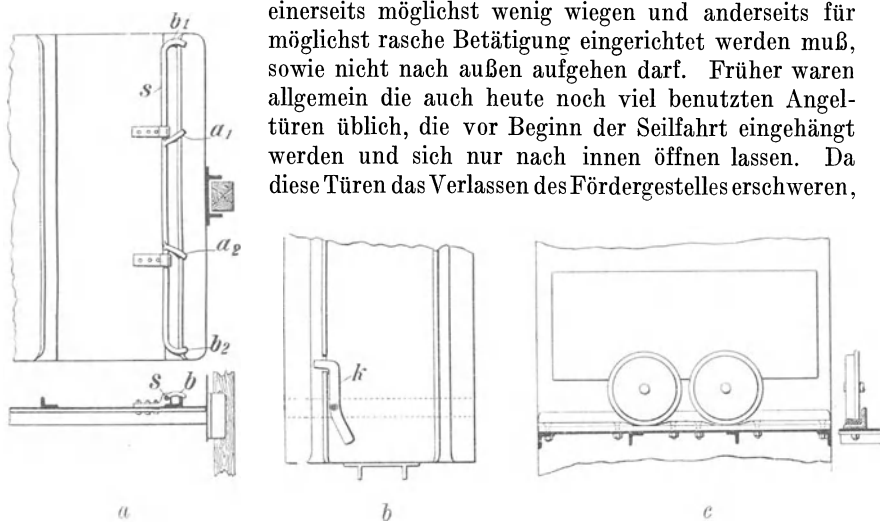 einerseits möglichst wenig wiegen und anderseits für
möglichst rasche Betätigung eingerichtet werden muß,
sowie nicht nach außen aufgehen darf. Früher waren
allgemein die auch heute noch viel benutzten Angel-
türen üblich, die vor Beginn der Seilfahrt eingehängt
werden und sich nur nach innen öffnen lassen. Da
diese Türen das Verlassen des Fördergestelles erschweren,
b1
s
a1
a2
b2
s b
k
a b c